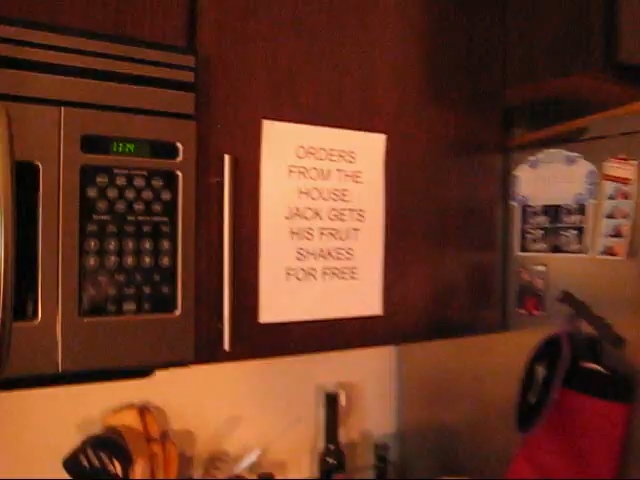 ORDERS
FROM THE
HOUSE.
JACK GETS
HIS FRUIT
SHAKES
FOR FREE.